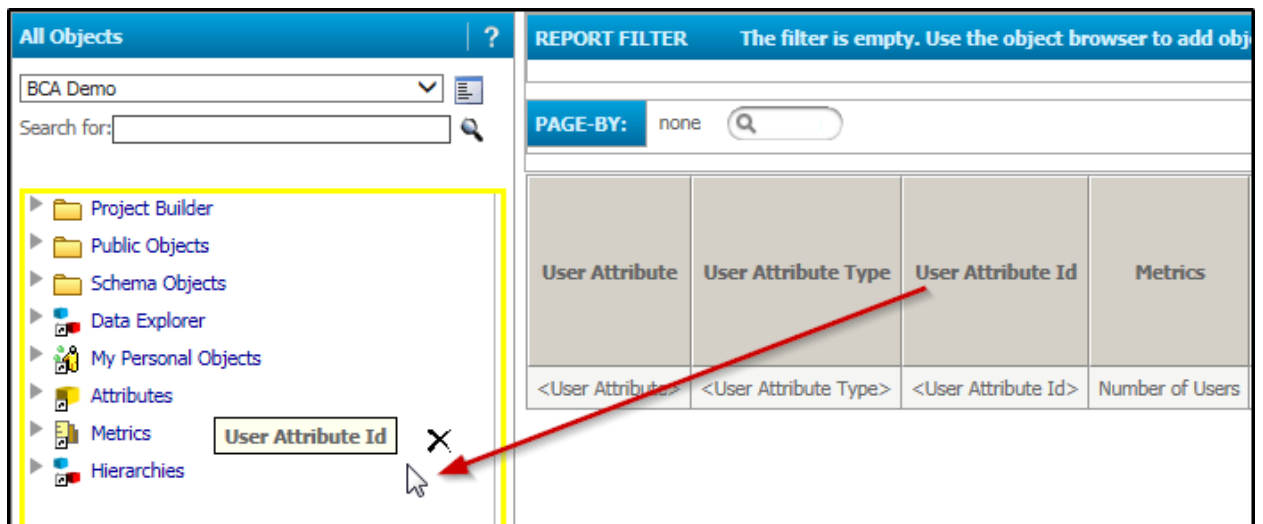 All Objects
?
BCA Demo
Search for:
Project Builder
Public Objects
Schema Objects
Data Explorer
My Personal Objects
Attributes
Metrics
User Attribute Id
Hierarchies
REPORT FILTER The filter is empty. Use the object browser to add obj
PAGE-BY: none
User Attribute User Attribute Type User Attribute Id Metrics
<User Attribute> <User Attribute Type> <User Attribute Id> Number of Users